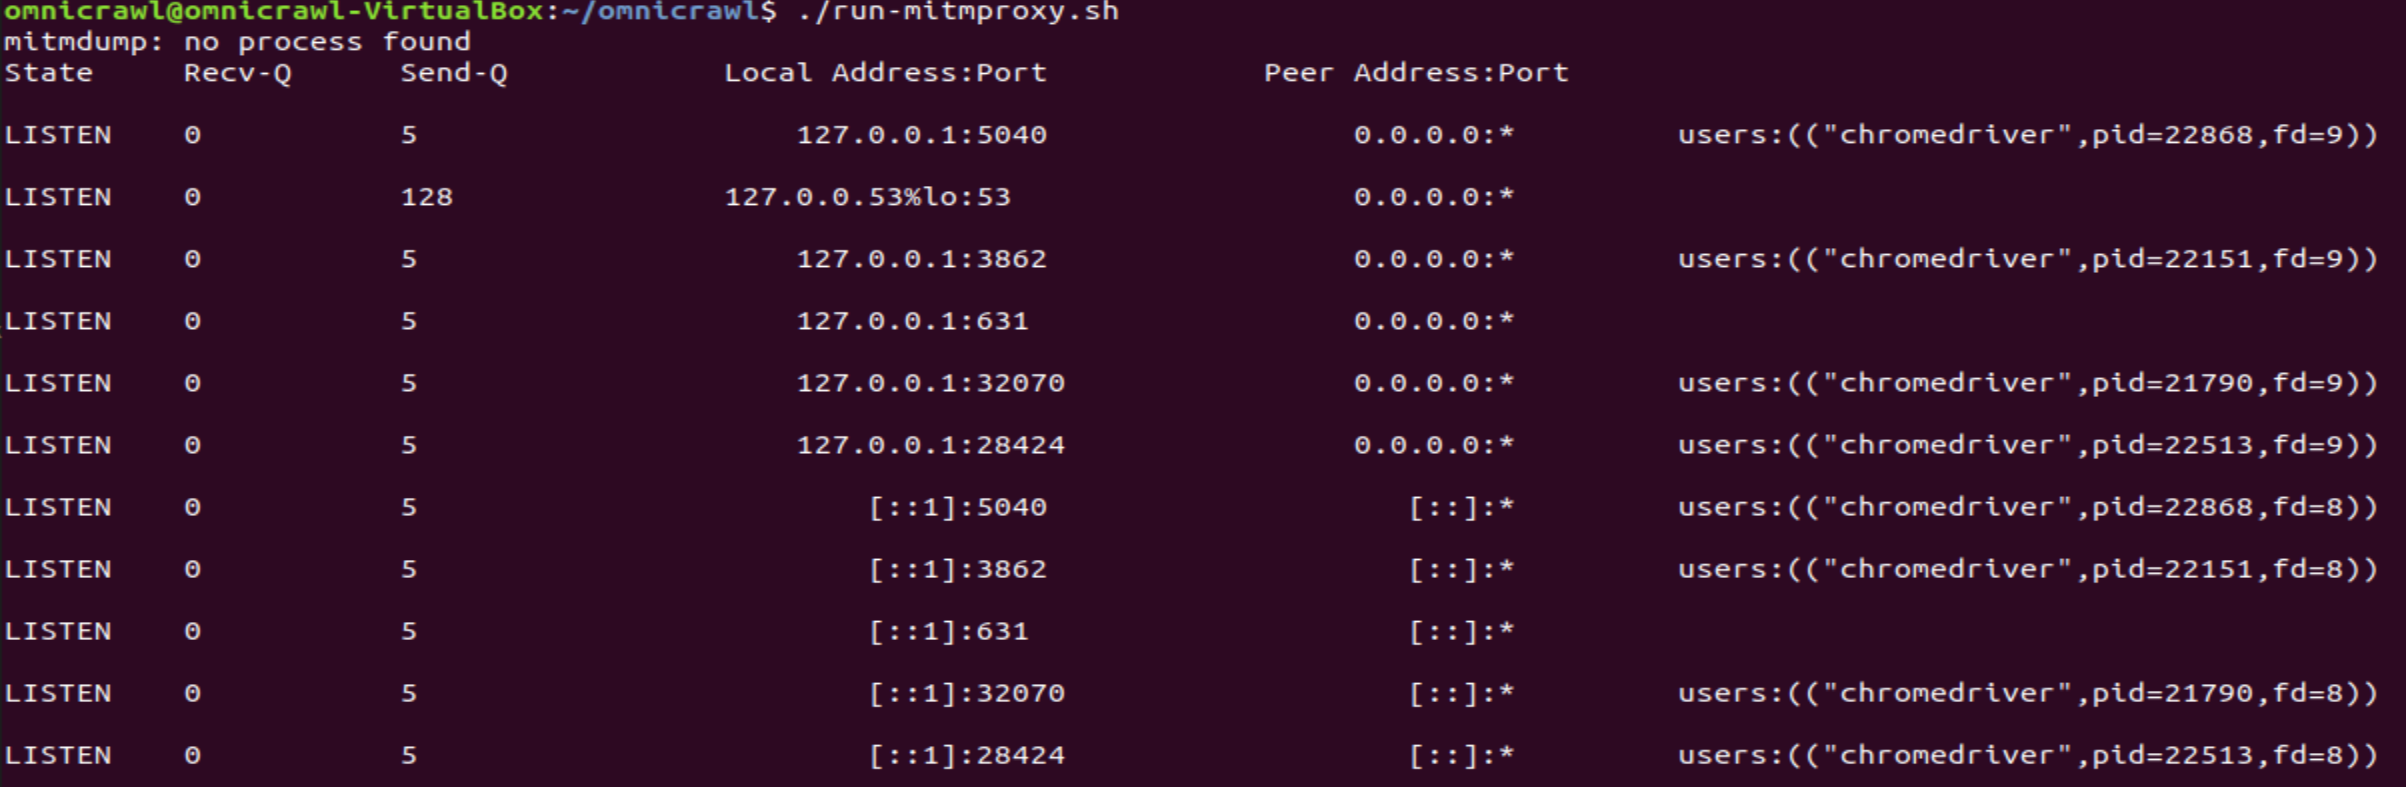 omnicrawl@omnicrawl-VirtualBox:~/omnicrawl$ ./run-mitmproxy.sh
mitmdump: no process found
State Recv-Q Send-Q Local Address:Port Peer Address:Port
LISTEN 0 5 127.0.0.1:5040 0.0.0.0:* users:(("chromedriver",pid=22868,fd=9))
LISTEN 0 128 127.0.0.53%lo:53 0.0.0.0:*
LISTEN 0 5 127.0.0.1:3862 0.0.0.0:* users:(("chromedriver",pid=22151,fd=9))
LISTEN 0 5 127.0.0.1:631 0.0.0.0:*
LISTEN 0 5 127.0.0.1:32070 0.0.0.0:* users:(("chromedriver",pid=21790,fd=9))
LISTEN 0 5 127.0.0.1:28424 0.0.0.0:* users:(("chromedriver",pid=22513,fd=9))
LISTEN 0 5 [::1]:5040 [::]:* users:(("chromedriver",pid=22868,fd=8))
LISTEN 0 5 [::1]:3862 [::]:* users:(("chromedriver",pid=22151,fd=8))
LISTEN 0 5 [::1]:631 [::]:*
LISTEN 0 5 [::1]:32070 [::]:* users:(("chromedriver",pid=21790,fd=8))
LISTEN 0 5 [::1]:28424 [::]:* users:(("chromedriver",pid=22513,fd=8))